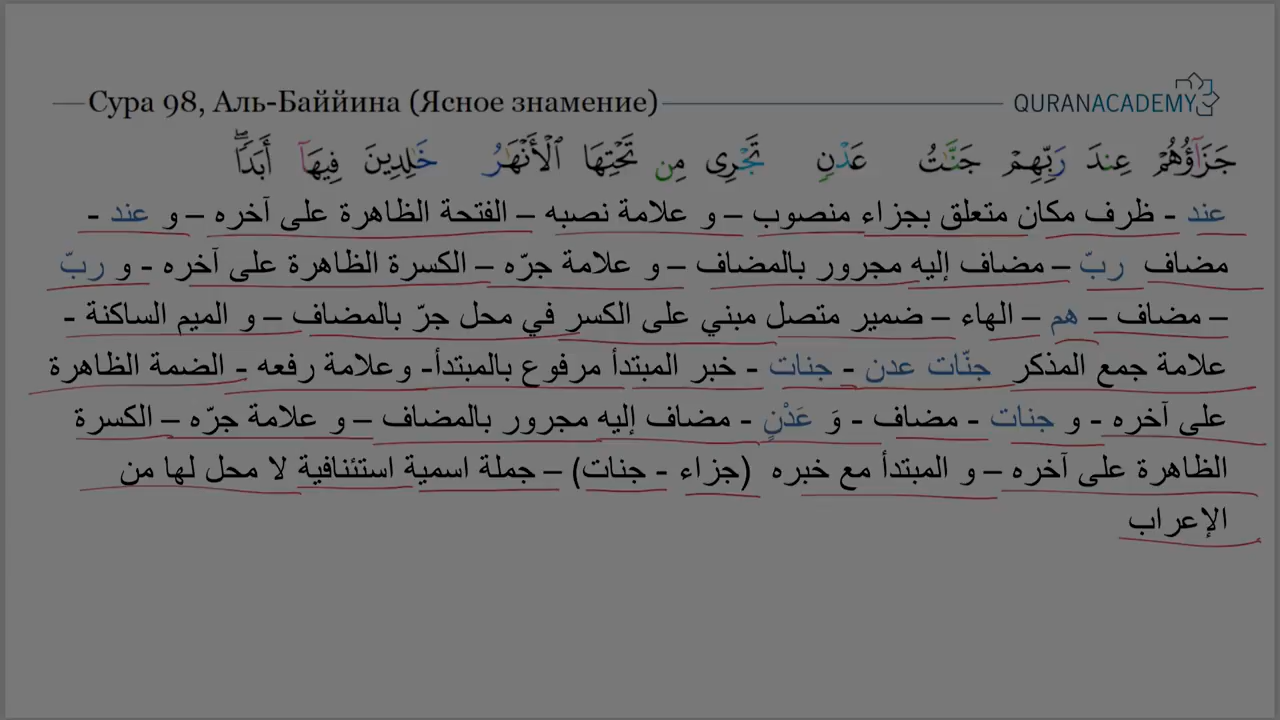 Сура 98, Аль-Баййина (Ясное знамение)
QURANACADEMY
جَزَآؤُهُمْ عِندَ رَبِّهِمْ جَنَّٰتُ عَدْنٍ تَجْرِى مِن تَحْتِهَا ٱلْأَنْهَٰرُ خَٰلِدِينَ فِيهَآ أَبَدًۭا ۖ
عند - ظرف مكان متعلق بجزاء منصوب – و علامة نصبه – الفتحة الظاهرة على آخره – و عند -
مضاف ربّ – مضاف إليه مجرور بالمضاف – و علامة جرّه – الكسرة الظاهرة على آخره - و ربّ
– مضاف – هم – الهاء – ضمير متصل مبني على الكسر في محل جرّ بالمضاف – و الميم الساكنة -
علامة جمع المذكر جنّات عدن - جنات - خبر المبتدأ مرفوع بالمبتدأ- وعلامة رفعه - الضمة الظاهرة
على آخره - و جنات - مضاف - وَ عَدْنٍ - مضاف إليه مجرور بالمضاف – و علامة جرّه – الكسرة
الظاهرة على آخره – و المبتدأ مع خبره (جزاء - جنات) – جملة اسمية استئنافية لا محل لها من
الإعراب